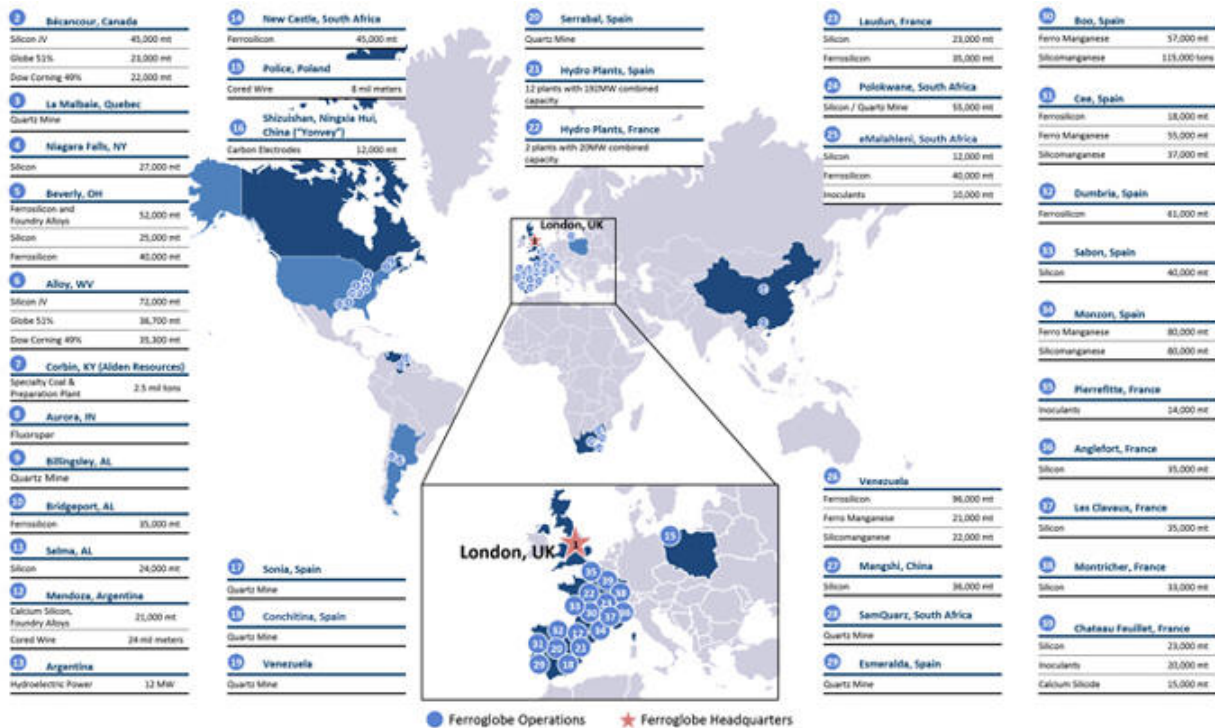 2 Bécancour, Canada
Silicon JV 45,000 mt
Globe 51% 23,000 mt
Dow Corning 49% 22,000 mt
3 La Malbaie, Quebec
Quartz Mine
4 Niagara Falls, NY
Silicon 27,000 mt
5 Beverly, OH
Ferrosilicon and
Foundry Alloys 52,000 mt
Silicon 25,000 mt
Ferrosilicon 40,000 mt
6 Alloy, WV
Silicon JV 72,000 mt
Globe 51% 36,700 mt
Dow Corning 49% 35,300 mt
7 Corbin, KY (Alden Resources)
Specialty Coal &
Preparation Plant 2.5 mil tons
8 Aurora, IN
Fluorspar
9 Billingsley, AL
Quartz Mine
10 Bridgeport, AL
Ferrosilicon 35,000 mt
11 Selma, AL
Silicon 24,000 mt
12 Mendoza, Argentina
Calcium Silicon,
Foundry Alloys 21,000 mt
Cored Wire 24 mil meters
13 Argentina
Hydroelectric Power 12 MW
14 New Castle, South Africa
Ferrosilicon 45,000 mt
15 Police, Poland
Cored Wire 8 mil meters
16 Shizuishan, Ningxia Hui,
China ("Yonvey")
Carbon Electrodes 12,000 mt
17 Sonia, Spain
Quartz Mine
18 Conchitina, Spain
Quartz Mine
19 Venezuela
Quartz Mine
20 Serrabal, Spain
Quartz Mine
21 Hydro Plants, Spain
12 plants with 192MW combined
capacity
22 Hydro Plants, France
2 plants with 20MW combined
capacity
London, UK
London, UK
1
15
35
39
22
38
23
33
30
37
36
34
32
12
31
20
21
29
18
23 Laudun, France
Silicon 23,000 mt
Ferrosilicon 35,000 mt
24 Polokwane, South Africa
Silicon / Quartz Mine 55,000 mt
25 eMalahleni, South Africa
Silicon 12,000 mt
Ferrosilicon 40,000 mt
Inoculants 10,000 mt
26 Venezuela
Ferrosilicon 96,000 mt
Ferro Manganese 21,000 mt
Silicomanganese 22,000 mt
27 Mangshi, China
Silicon 36,000 mt
28 SamQuarz, South Africa
Quartz Mine
29 Esmeralda, Spain
Quartz Mine
30 Boo, Spain
Ferro Manganese 57,000 mt
Silicomanganese 115,000 tons
31 Cee, Spain
Ferrosilicon 18,000 mt
Ferro Manganese 55,000 mt
Silicomanganese 37,000 mt
32 Dumbria, Spain
Ferrosilicon 61,000 mt
33 Sabon, Spain
Silicon 40,000 mt
34 Monzon, Spain
Ferro Manganese 80,000 mt
Silicomanganese 80,000 mt
35 Pierrefitte, France
Inoculants 14,000 mt
36 Anglefort, France
Silicon 35,000 mt
37 Les Clavaux, France
Silicon 35,000 mt
38 Montricher, France
Silicon 33,000 mt
39 Chateau Feuillet, France
Silicon 23,000 mt
Inoculants 20,000 mt
Calcium Silicide 15,000 mt
Ferroglobe Operations
Ferroglobe Headquarters